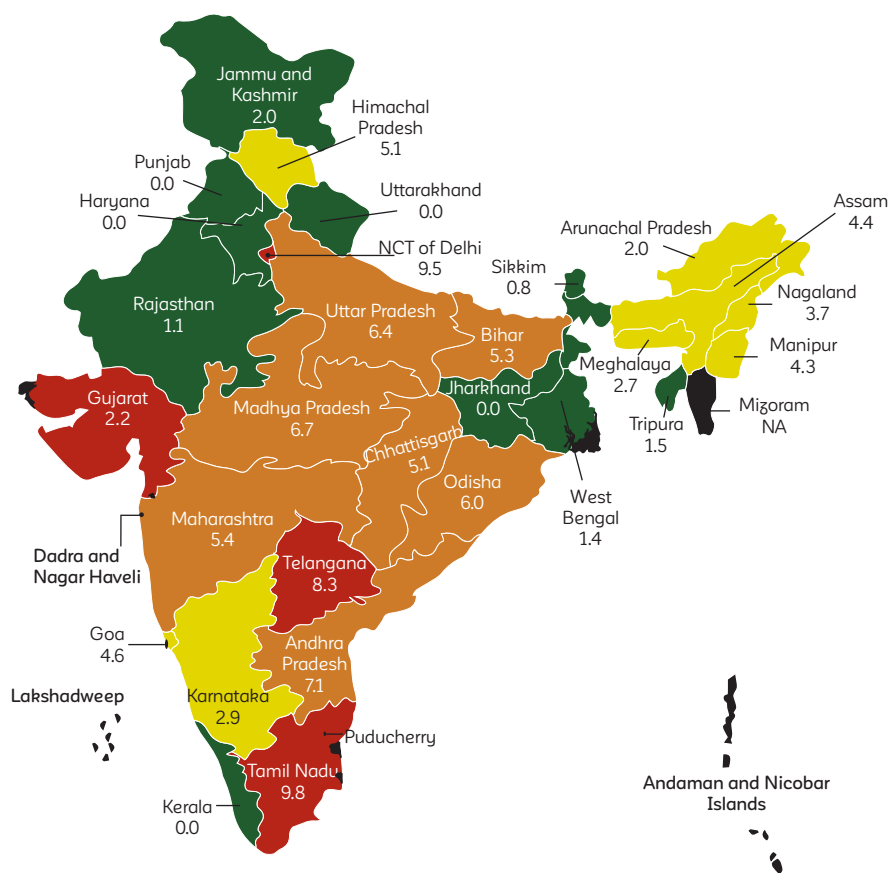 Jammu and
Kashmir
2.0
Himachal
Pradesh
5.1
Punjab
0.0
Haryana
0.0
Uttarakhand
0.0
NCT of Delhi
9.5
Arunachal Pradesh
2.0
Assam
4.4
Sikkim
0.8
Nagaland
3.7
Rajasthan
1.1
Uttar Pradesh
6.4
Bihar
5.3
Meghalaya
2.7
Manipur
4.3
Gujarat
2.2
Madhya Pradesh
6.7
Jharkhand
0.0
Tripura
1.5
Mizoram
NA
Chhattisgarh
5.1
Odisha
6.0
West
Bengal
1.4
Maharashtra
5.4
Dadra and
Nagar Haveli
Telangana
8.3
Goa
4.6
Andhra
Pradesh
7.1
Lakshadweep
Karnataka
2.9
Puducherry
Tamil Nadu
9.8
Kerala
0.0
Andaman and Nicobar
Islands